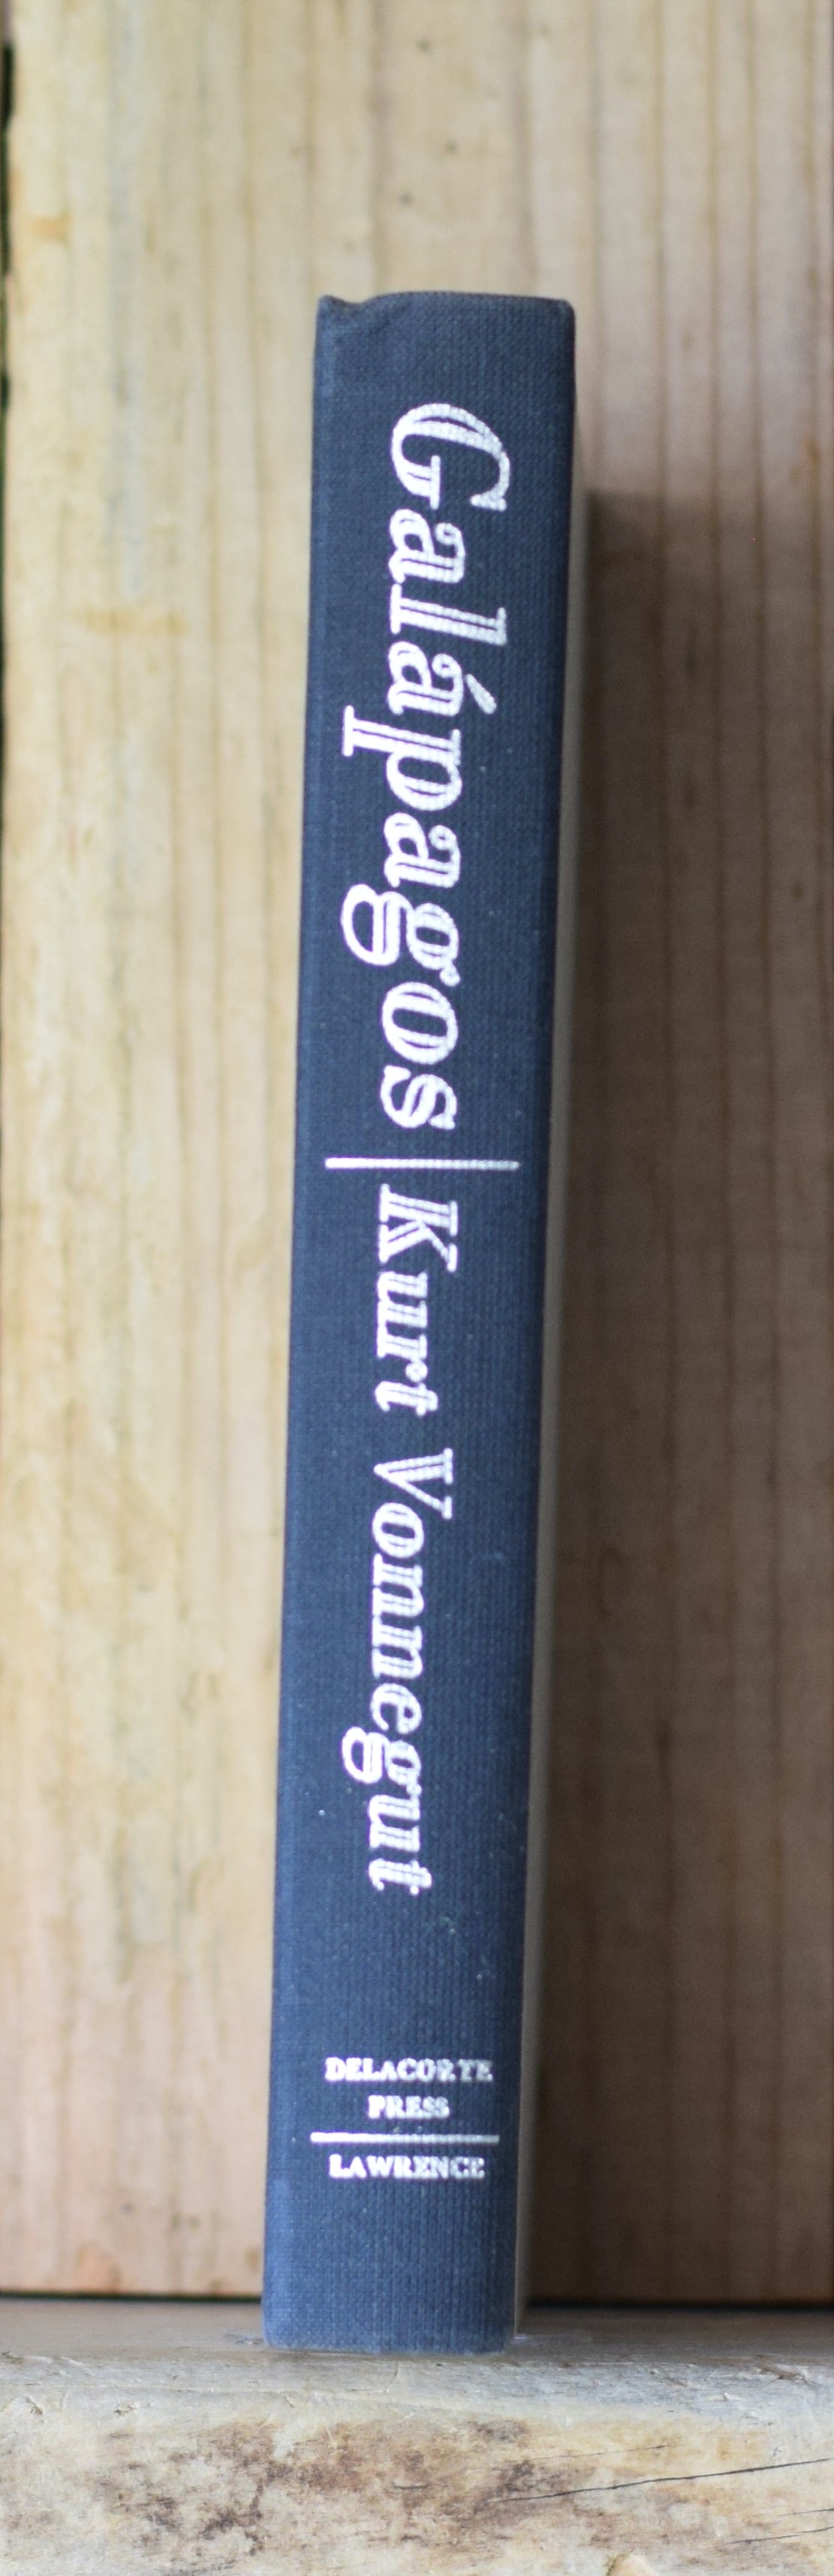 Galápagos | Kurt Vonnegut
DELACORTE
PRESS
LAWRENCE